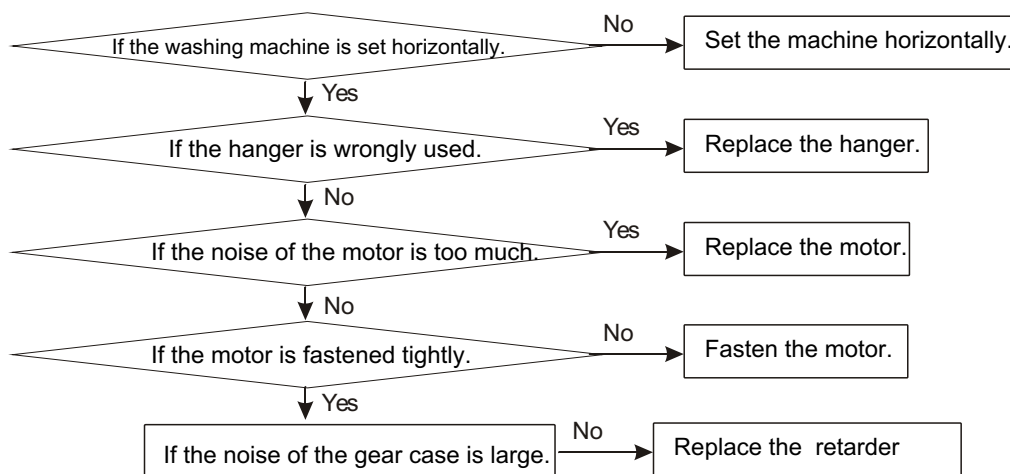 If the washing machine is set horizontally.
No
Set the machine horizontally.
Yes
If the hanger is wrongly used.
Yes
Replace the hanger.
No
If the noise of the motor is too much.
Yes
Replace the motor.
No
If the motor is fastened tightly.
No
Fasten the motor.
Yes
If the noise of the gear case is large.
No
Replace the retarder